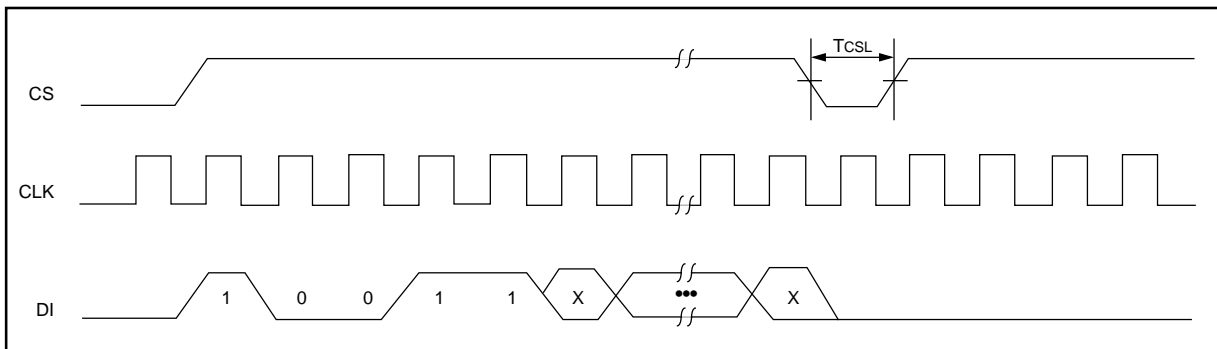 TCSL
CS
CLK
DI
1 0 0 1 1 X ••• X